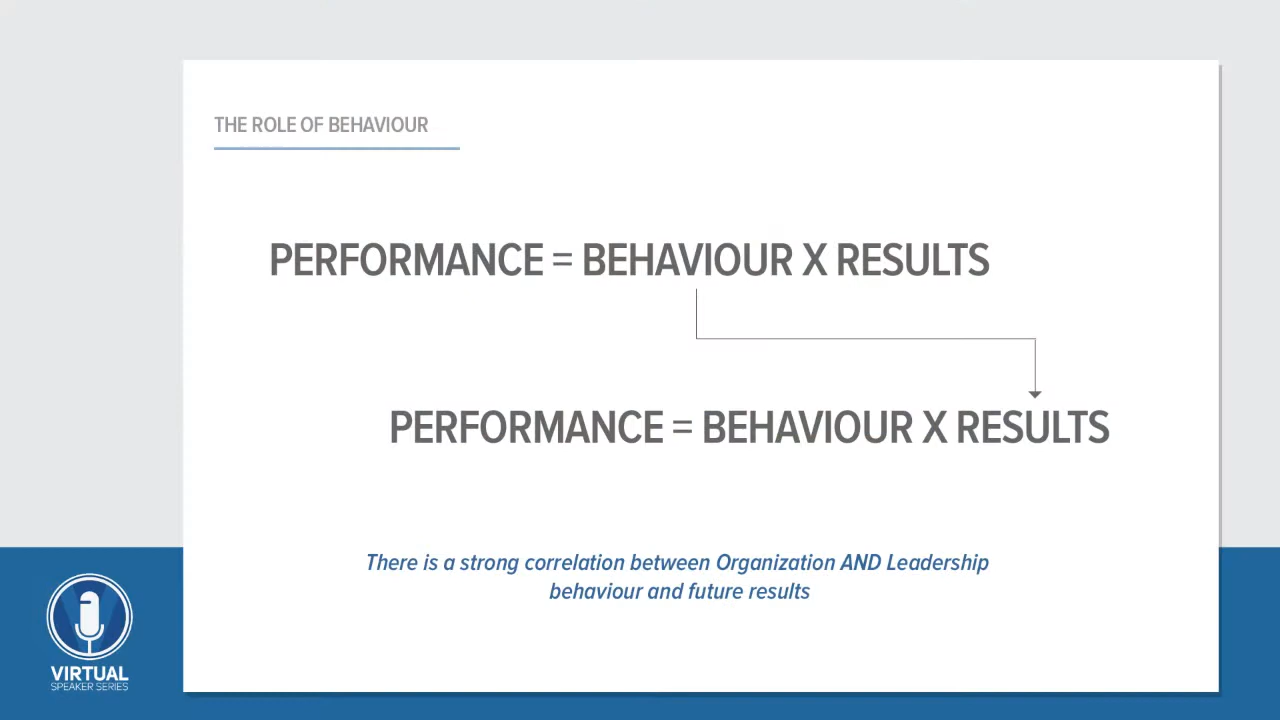 THE ROLE OF BEHAVIOUR
PERFORMANCE = BEHAVIOUR X RESULTS
PERFORMANCE = BEHAVIOUR X RESULTS
There is a strong correlation between Organization AND Leadership
behaviour and future results
VIRTUAL
SPEAKER SERIES